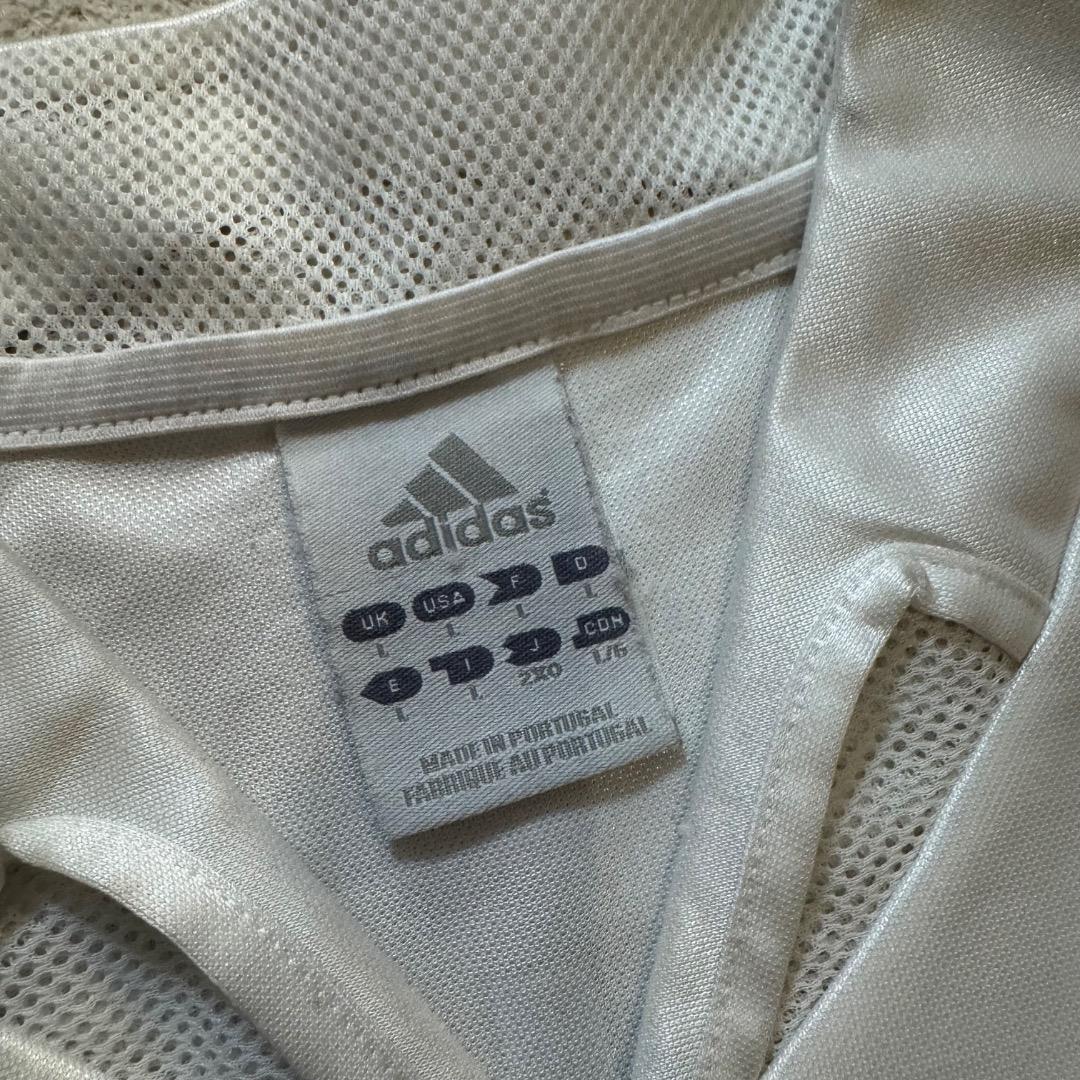 adidas
UK USA F D
L L L L
E I J CDN
L L 2XO L/G
MADE IN PORTUGAL
FABRIQUE AU PORTUGAL